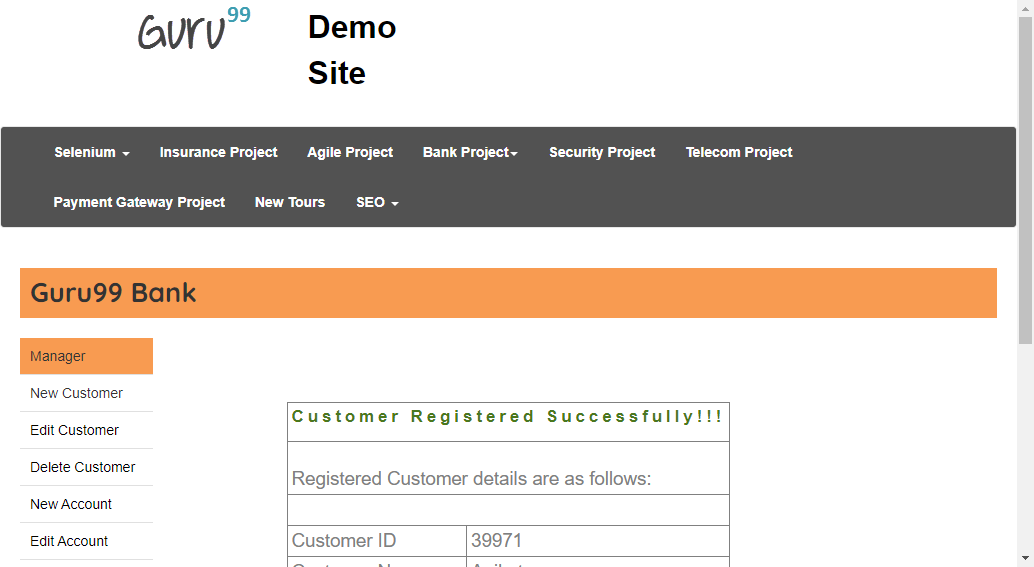 Guru99
Demo
Site
Selenium Insurance Project Agile Project Bank Project Security Project Telecom Project
Payment Gateway Project New Tours SEO
Guru99 Bank
Manager
New Customer
Edit Customer
Delete Customer
New Account
Edit Account
Customer Registered Successfully!!!
Registered Customer details are as follows:
Customer ID 39971